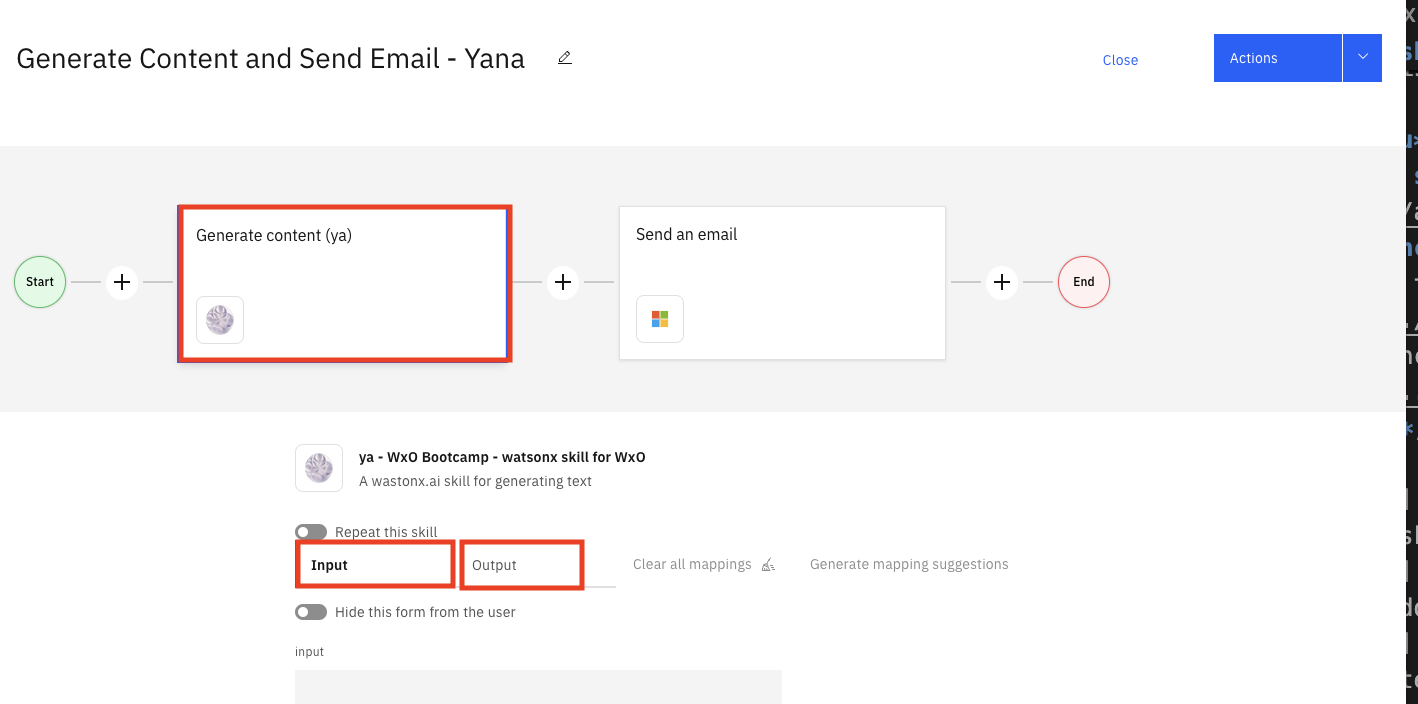 Generate Content and Send Email - Yana
Close
Actions
Generate content (ya)
Send an email
Start
End
ya - WxO Bootcamp - watsonx skill for WxO
A wastonx.ai skill for generating text
Repeat this skill
Input
Output
Clear all mappings
Generate mapping suggestions
Hide this form from the user
input